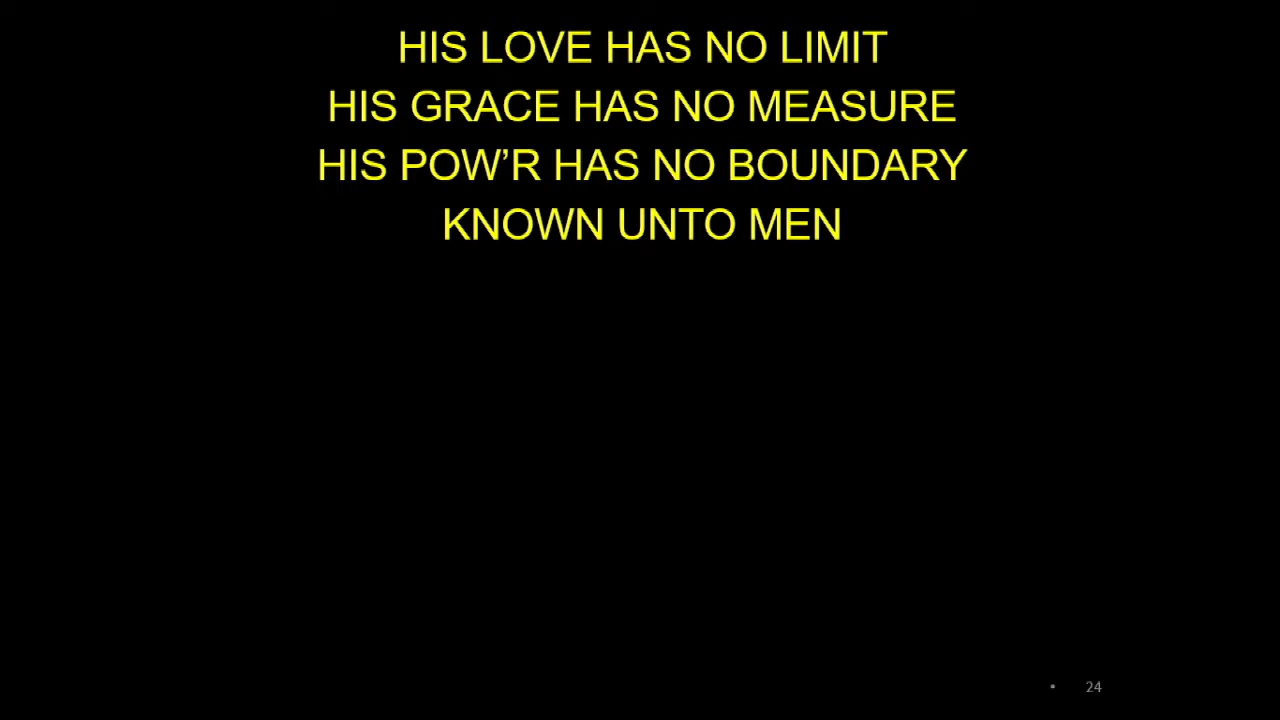 HIS LOVE HAS NO LIMIT
HIS GRACE HAS NO MEASURE
HIS POW’R HAS NO BOUNDARY
KNOWN UNTO MEN
• 24